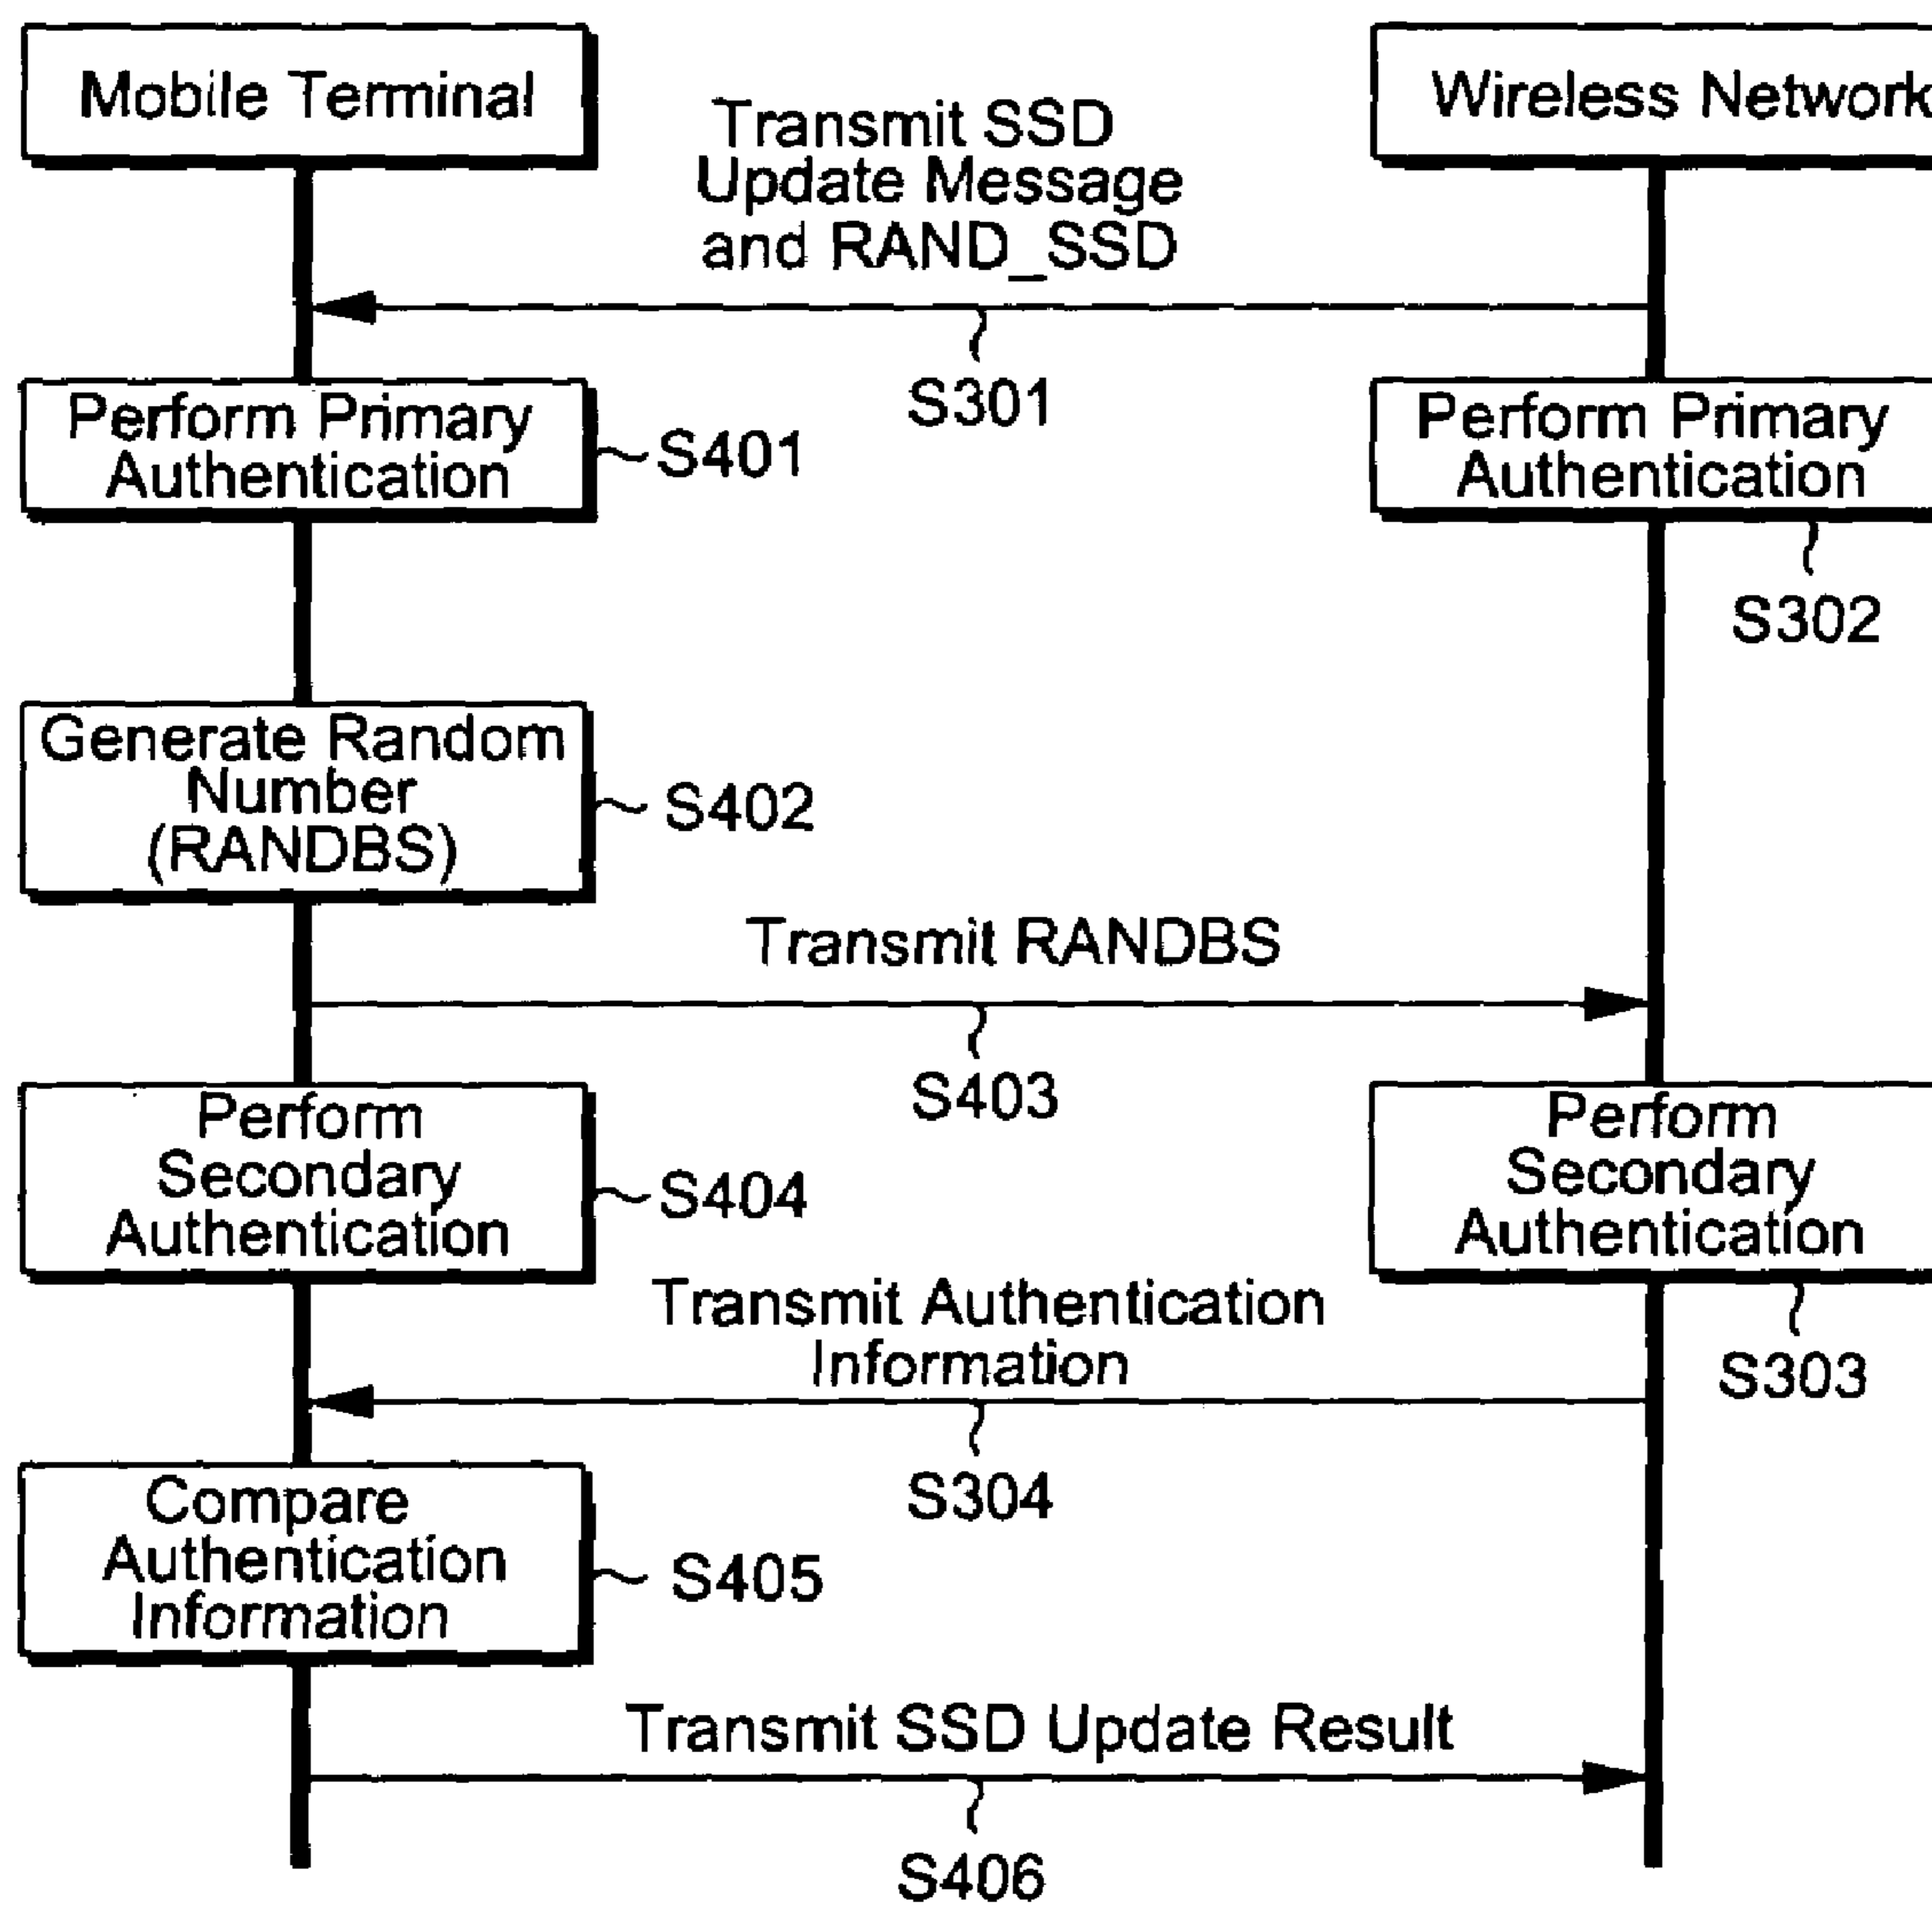 Mobile Terminal
Wireless Network
Transmit SSD
Update Message
and RAND_SSD
S301
Perform Primary
Authentication
S401
Perform Primary
Authentication
S302
Generate Random
Number
(RANDBS)
S402
Transmit RANDBS
S403
Perform
Secondary
Authentication
S404
Perform
Secondary
Authentication
S303
Transmit Authentication
Information
S304
Compare
Authentication
Information
S405
Transmit SSD Update Result
S406